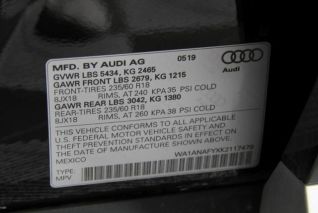 MFD. BY AUDI AG 0519
GVWR LBS 5434, KG 2465
GAWR FRONT LBS 2679, KG 1215
FRONT-TIRES 235/60 R18
8JX18 RIMS, AT 240 KPA 35 PSI COLD
GAWR REAR LBS 3042, KG 1380
REAR-TIRES 235/60 R18
8JX18 RIMS, AT 260 KPA 38 PSI COLD
Audi
THIS VEHICLE CONFORMS TO ALL APPLICABLE
U.S. FEDERAL MOTOR VEHICLE SAFETY, BUMPER
AND THEFT PREVENTION STANDARDS IN EFFECT ON
THE DATE OF MANUFACTURE SHOWN ABOVE.
MEXICO
TYPE:
MPV
WA1ANAFYXK2117479